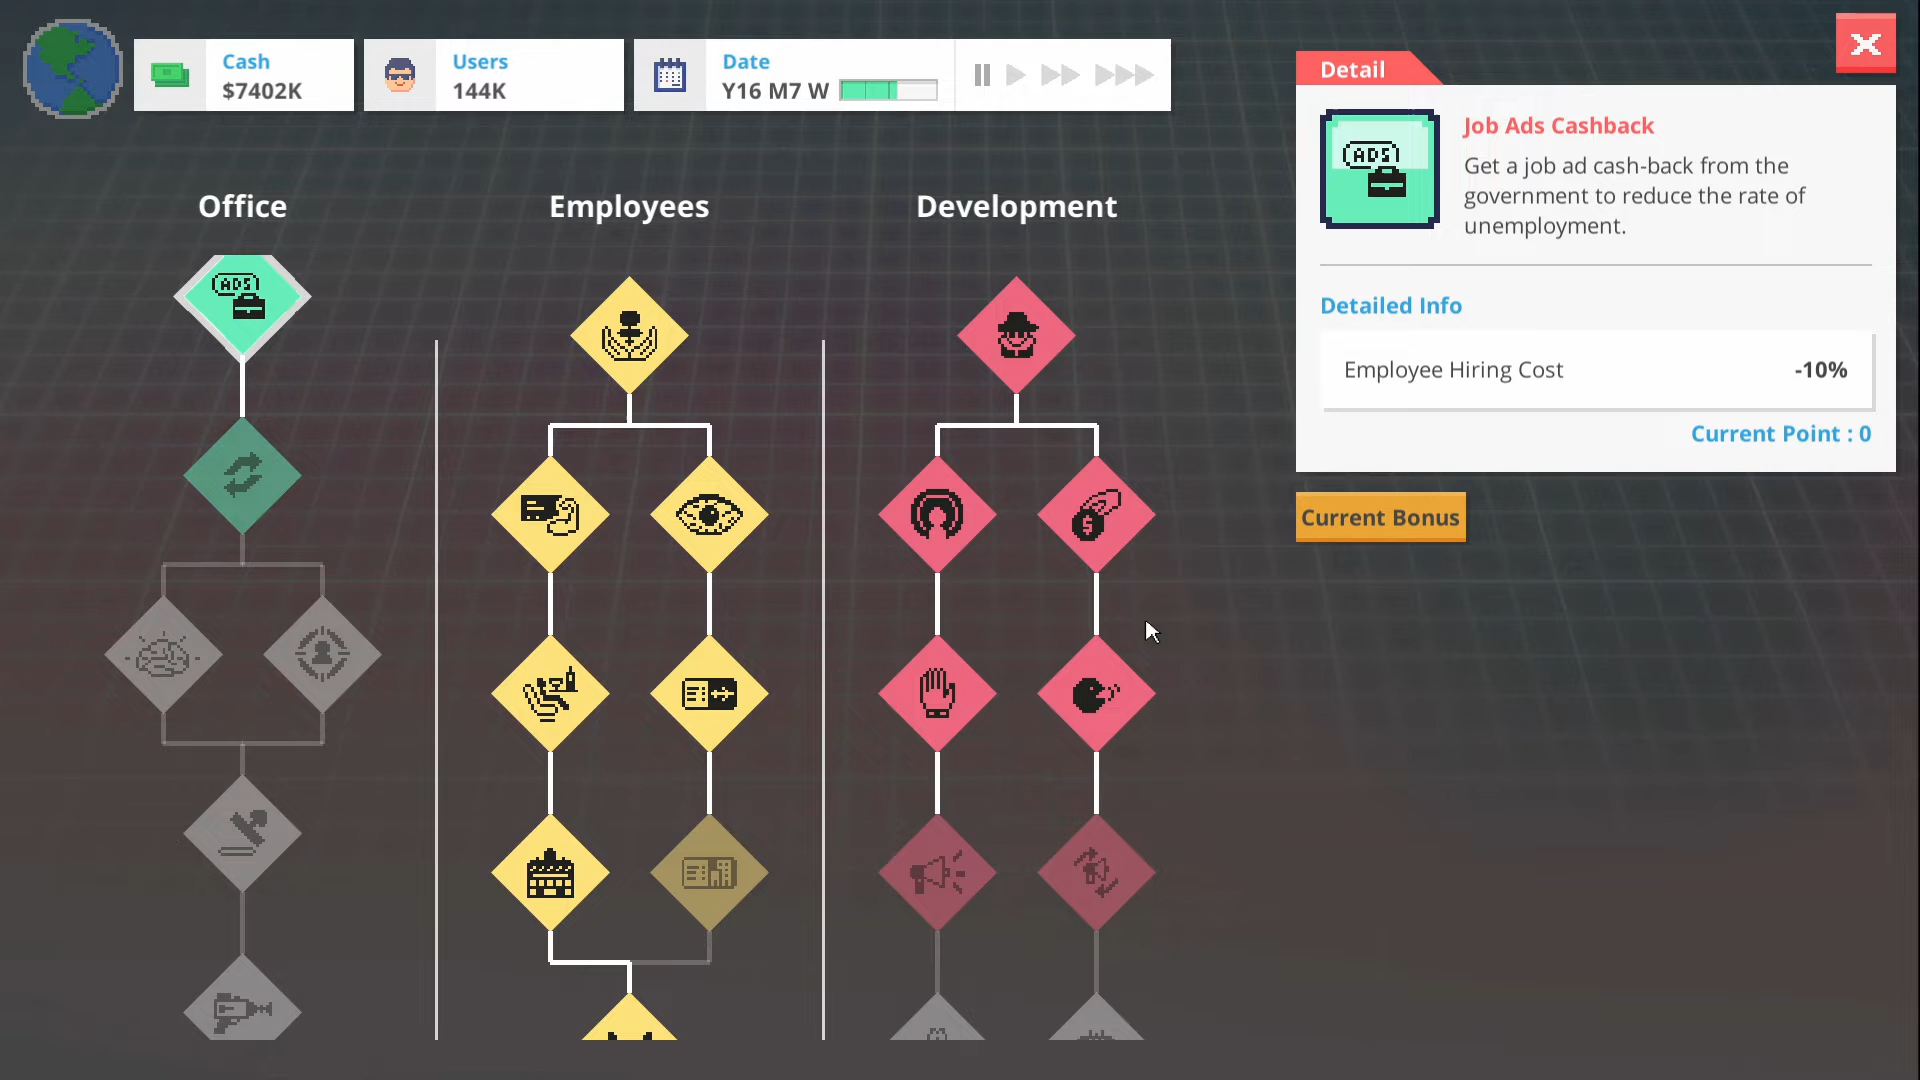 Cash
$7402K
Users
144K
Date
Y16 M7 W
Detail
Job Ads Cashback
Get a job ad cash-back from the
government to reduce the rate of
unemployment.
Detailed Info
Employee Hiring Cost -10%
Current Point : 0
Current Bonus
Office
Employees
Development
ADS
ADS